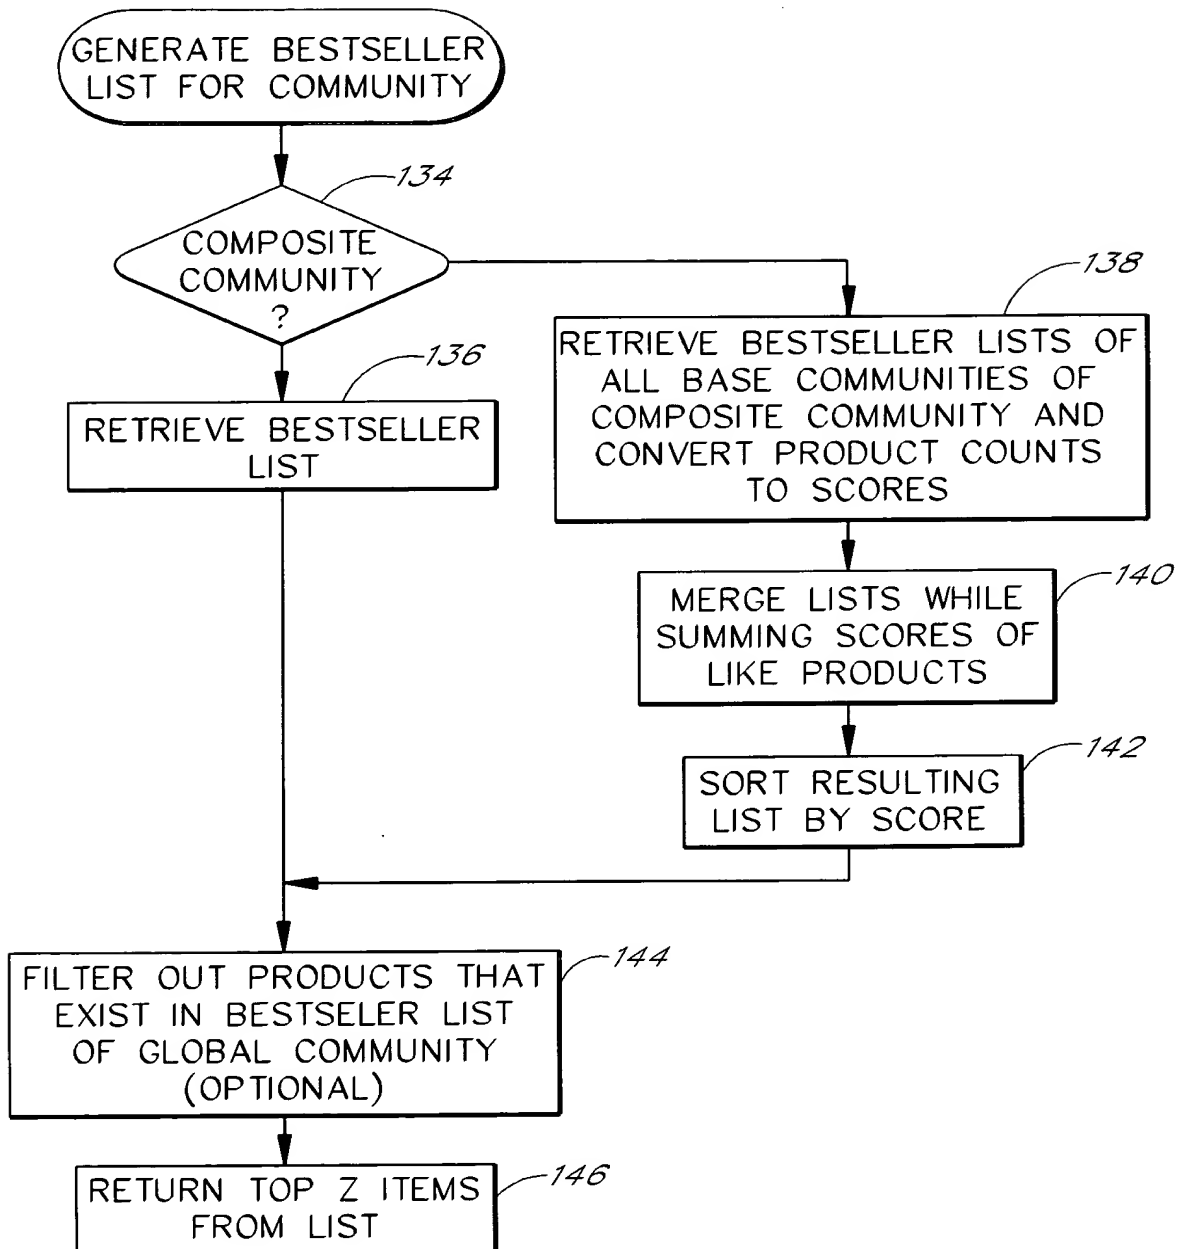 GENERATE BESTSELLER
LIST FOR COMMUNITY
134
COMPOSITE
COMMUNITY
?
136
RETRIEVE BESTSELLER
LIST
138
RETRIEVE BESTSELLER LISTS OF
ALL BASE COMMUNITIES OF
COMPOSITE COMMUNITY AND
CONVERT PRODUCT COUNTS
TO SCORES
140
MERGE LISTS WHILE
SUMMING SCORES OF
LIKE PRODUCTS
142
SORT RESULTING
LIST BY SCORE
144
FILTER OUT PRODUCTS THAT
EXIST IN BESTSELER LIST
OF GLOBAL COMMUNITY
(OPTIONAL)
146
RETURN TOP Z ITEMS
FROM LIST